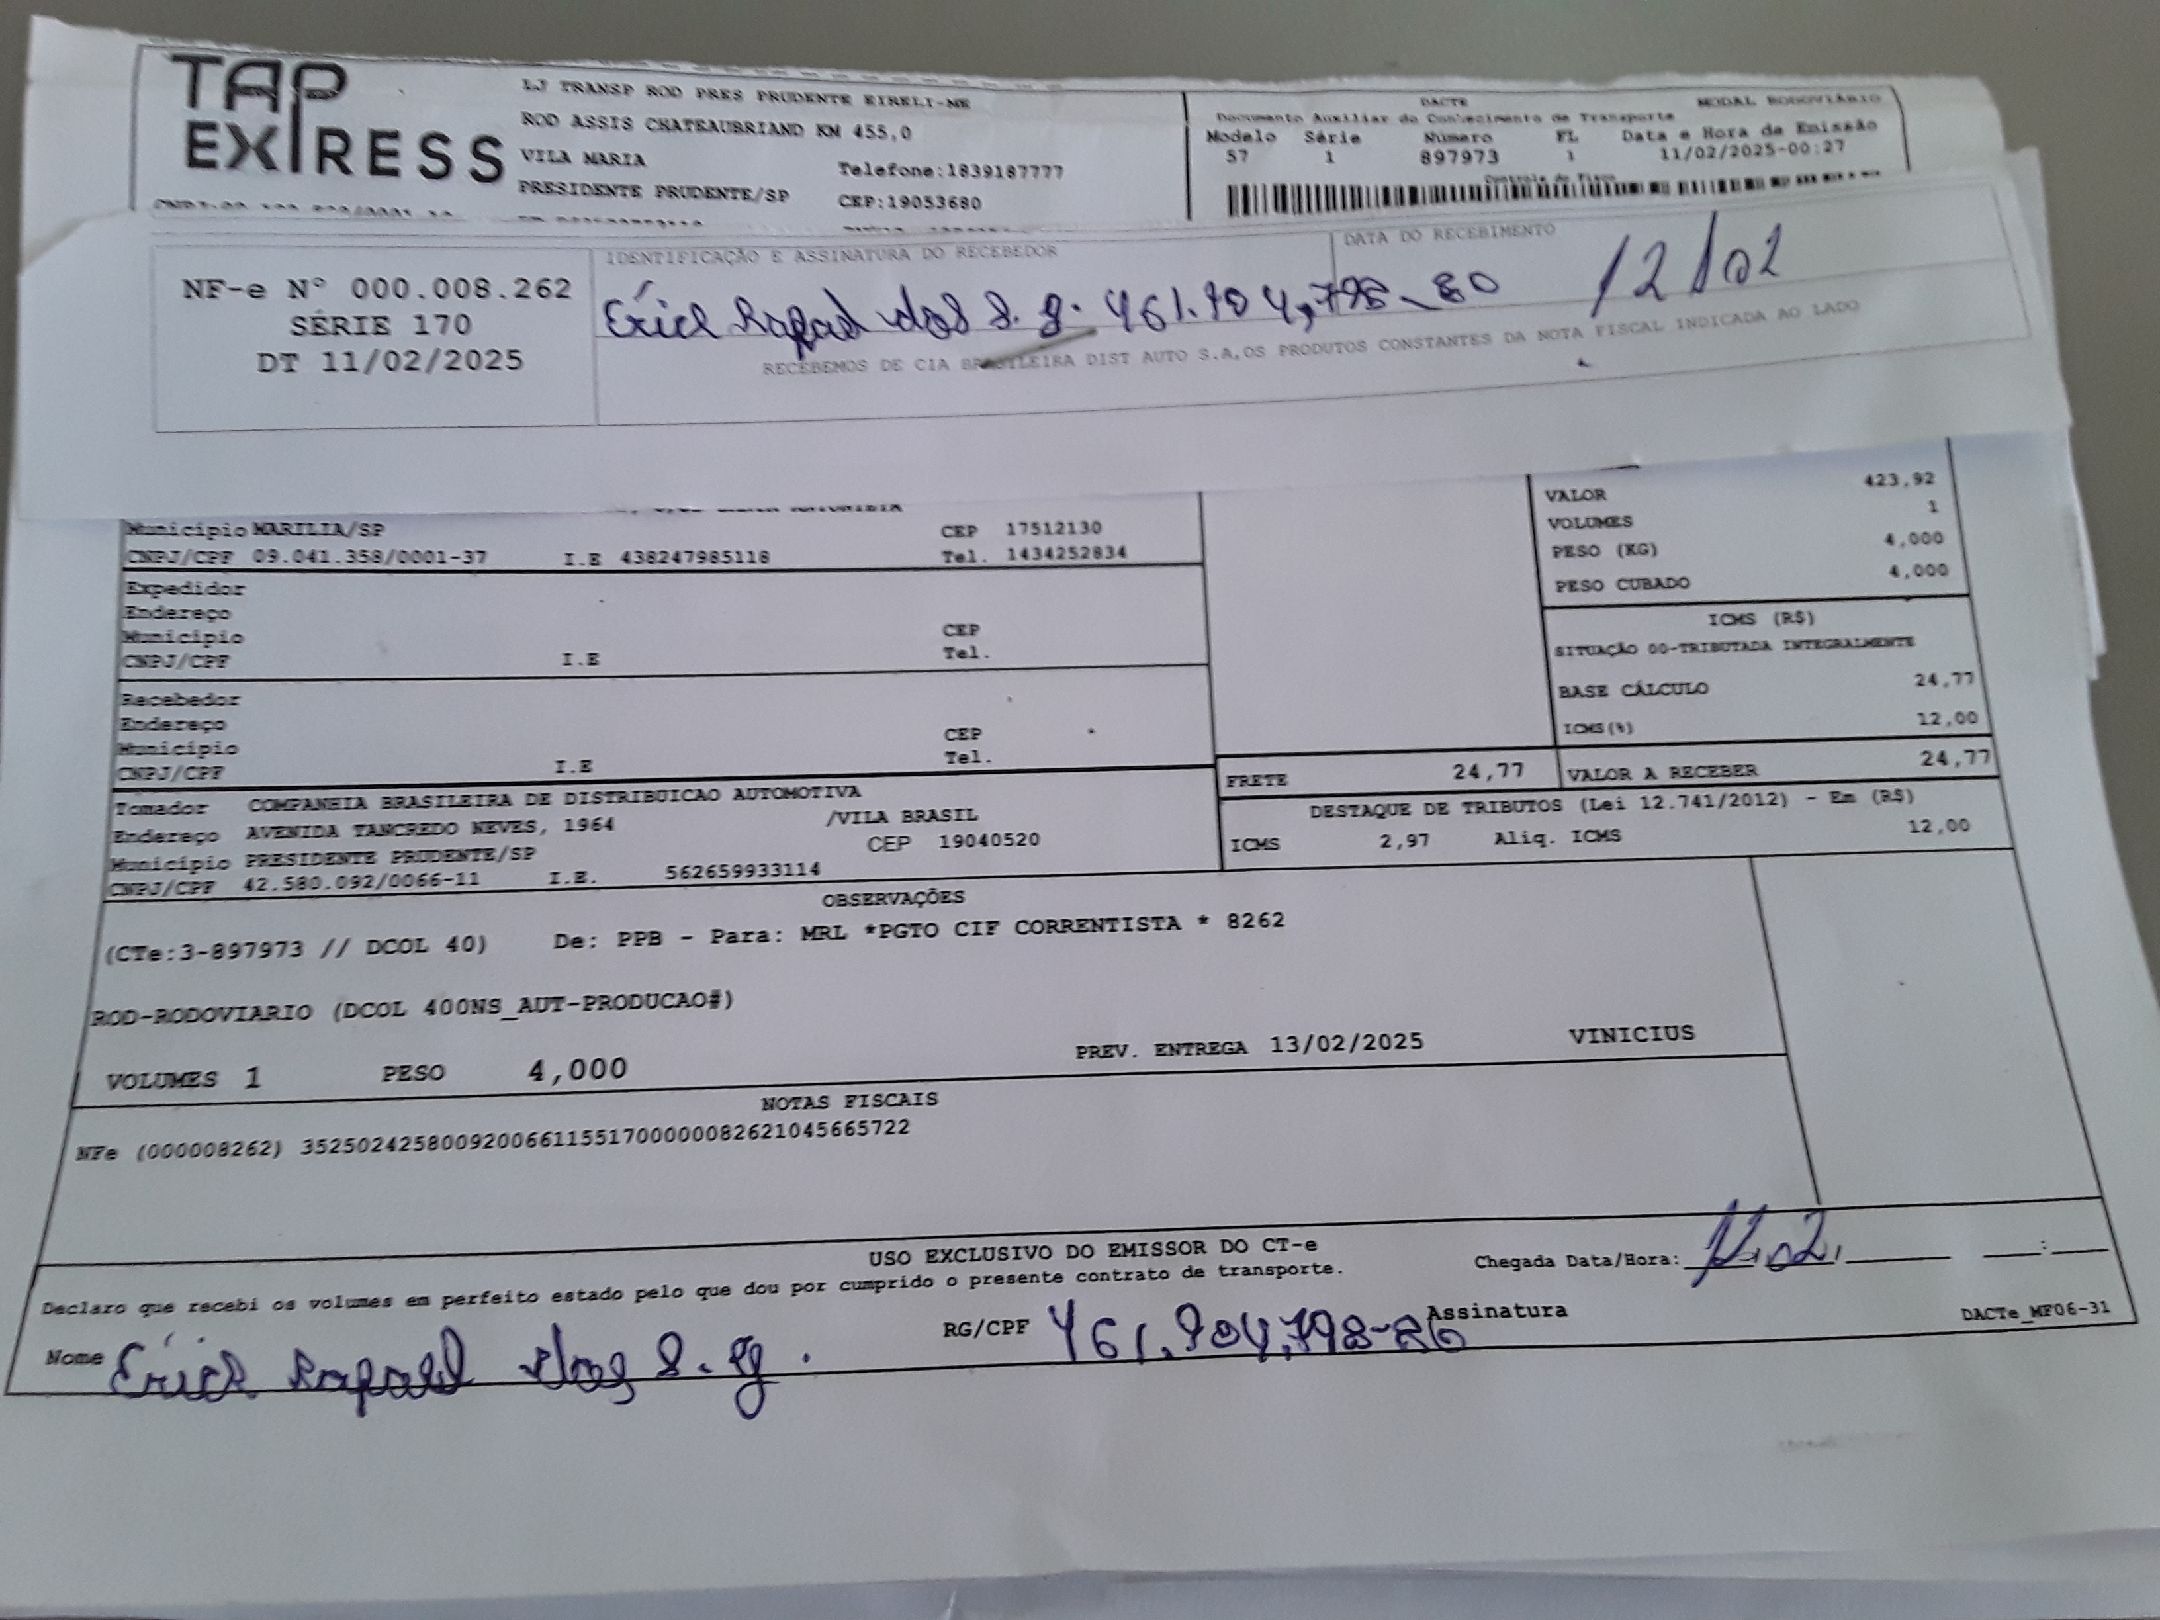 TAP EXPRESS
LJ TRANSP ROD PRES PRUDENTE EIRELI-ME
ROD ASSIS CHATEAUBRIAND KM 455,0
VILA MARIA Telefone:1839187777
PRESIDENTE PRUDENTE/SP CEP:19053680
DACTE MODAL RODOVIÁRIO
Documento Auxiliar do Conhecimento de Transporte
Modelo Série Número FL Data e Hora de Emissão
57 1 897973 1 11/02/2025-00:27
Controle do Fisco
NF-e N° 000.008.262
SÉRIE 170
DT 11/02/2025
IDENTIFICAÇÃO E ASSINATURA DO RECEBEDOR
DATA DO RECEBIMENTO
Érick Rafael dos S. 12/02
RECEBEMOS DE CIA BRASILEIRA DIST AUTO S.A,OS PRODUTOS CONSTANTES DA NOTA FISCAL INDICADA AO LADO
Município MARILIA/SP CEP 17512130
CNPJ/CPF 09.041.358/0001-37 I.E 438247985118 Tel. 1434252834
Expedidor
Endereço
Município CEP
CNPJ/CPF I.E Tel.
Recebedor
Endereço
Município CEP
CNPJ/CPF I.E Tel.
Tomador COMPANHIA BRASILEIRA DE DISTRIBUICAO AUTOMOTIVA
Endereço AVENIDA TANCREDO NEVES, 1964 /VILA BRASIL
Município PRESIDENTE PRUDENTE/SP CEP 19040520
CNPJ/CPF 42.580.092/0066-11 I.E. 562659933114
VALOR 423,92
VOLUMES 1
PESO (KG) 4,000
PESO CUBADO 4,000
ICMS (R$)
SITUAÇÃO 00-TRIBUTADA INTEGRALMENTE
BASE CÁLCULO 24,77
ICMS(%) 12,00
FRETE 24,77 VALOR A RECEBER 24,77
DESTAQUE DE TRIBUTOS (Lei 12.741/2012) - Em (R$)
ICMS 2,97 Aliq. ICMS 12,00
OBSERVAÇÕES
(CTe:3-897973 // DCOL 40) De: PPB - Para: MRL *PGTO CIF CORRENTISTA * 8262
ROD-RODOVIARIO (DCOL 400NS_AUT-PRODUCAO#)
VOLUMES 1 PESO 4,000 PREV. ENTREGA 13/02/2025 VINICIUS
NOTAS FISCAIS
NFe (000008262) 35250242580092006611551700000082621045665722
USO EXCLUSIVO DO EMISSOR DO CT-e
Declaro que recebi os volumes em perfeito estado pelo que dou por cumprido o presente contrato de transporte.
Chegada Data/Hora: 12.02,
Nome Érick Rafael dos S. RG/CPF Assinatura
DACTe_MF06-31